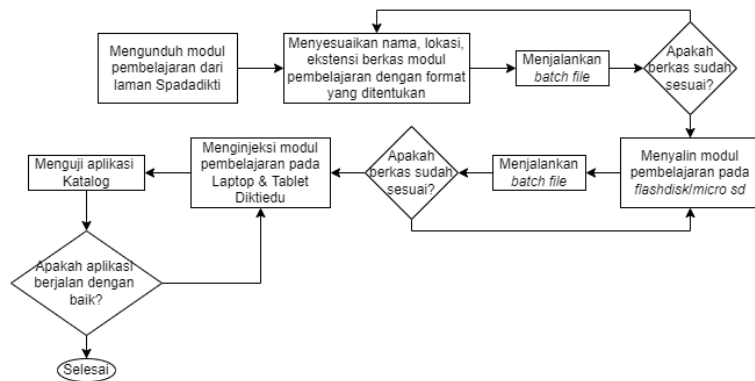 Mengunduh modul
pembelajaran dari
laman Spadadikti
Menyesuaikan nama, lokasi,
ekstensi berkas modul
pembelajaran dengan format
yang ditentukan
Menjalankan
batch file
Apakah
berkas sudah
sesuai?
Menyalin modul
pembelajaran pada
flashdisk/micro sd
Menjalankan
batch file
Apakah
berkas sudah
sesuai?
Menginjeksi modul
pembelajaran pada
Laptop & Tablet
Diktiedu
Menguji aplikasi
Katalog
Apakah aplikasi
berjalan dengan
baik?
Selesai